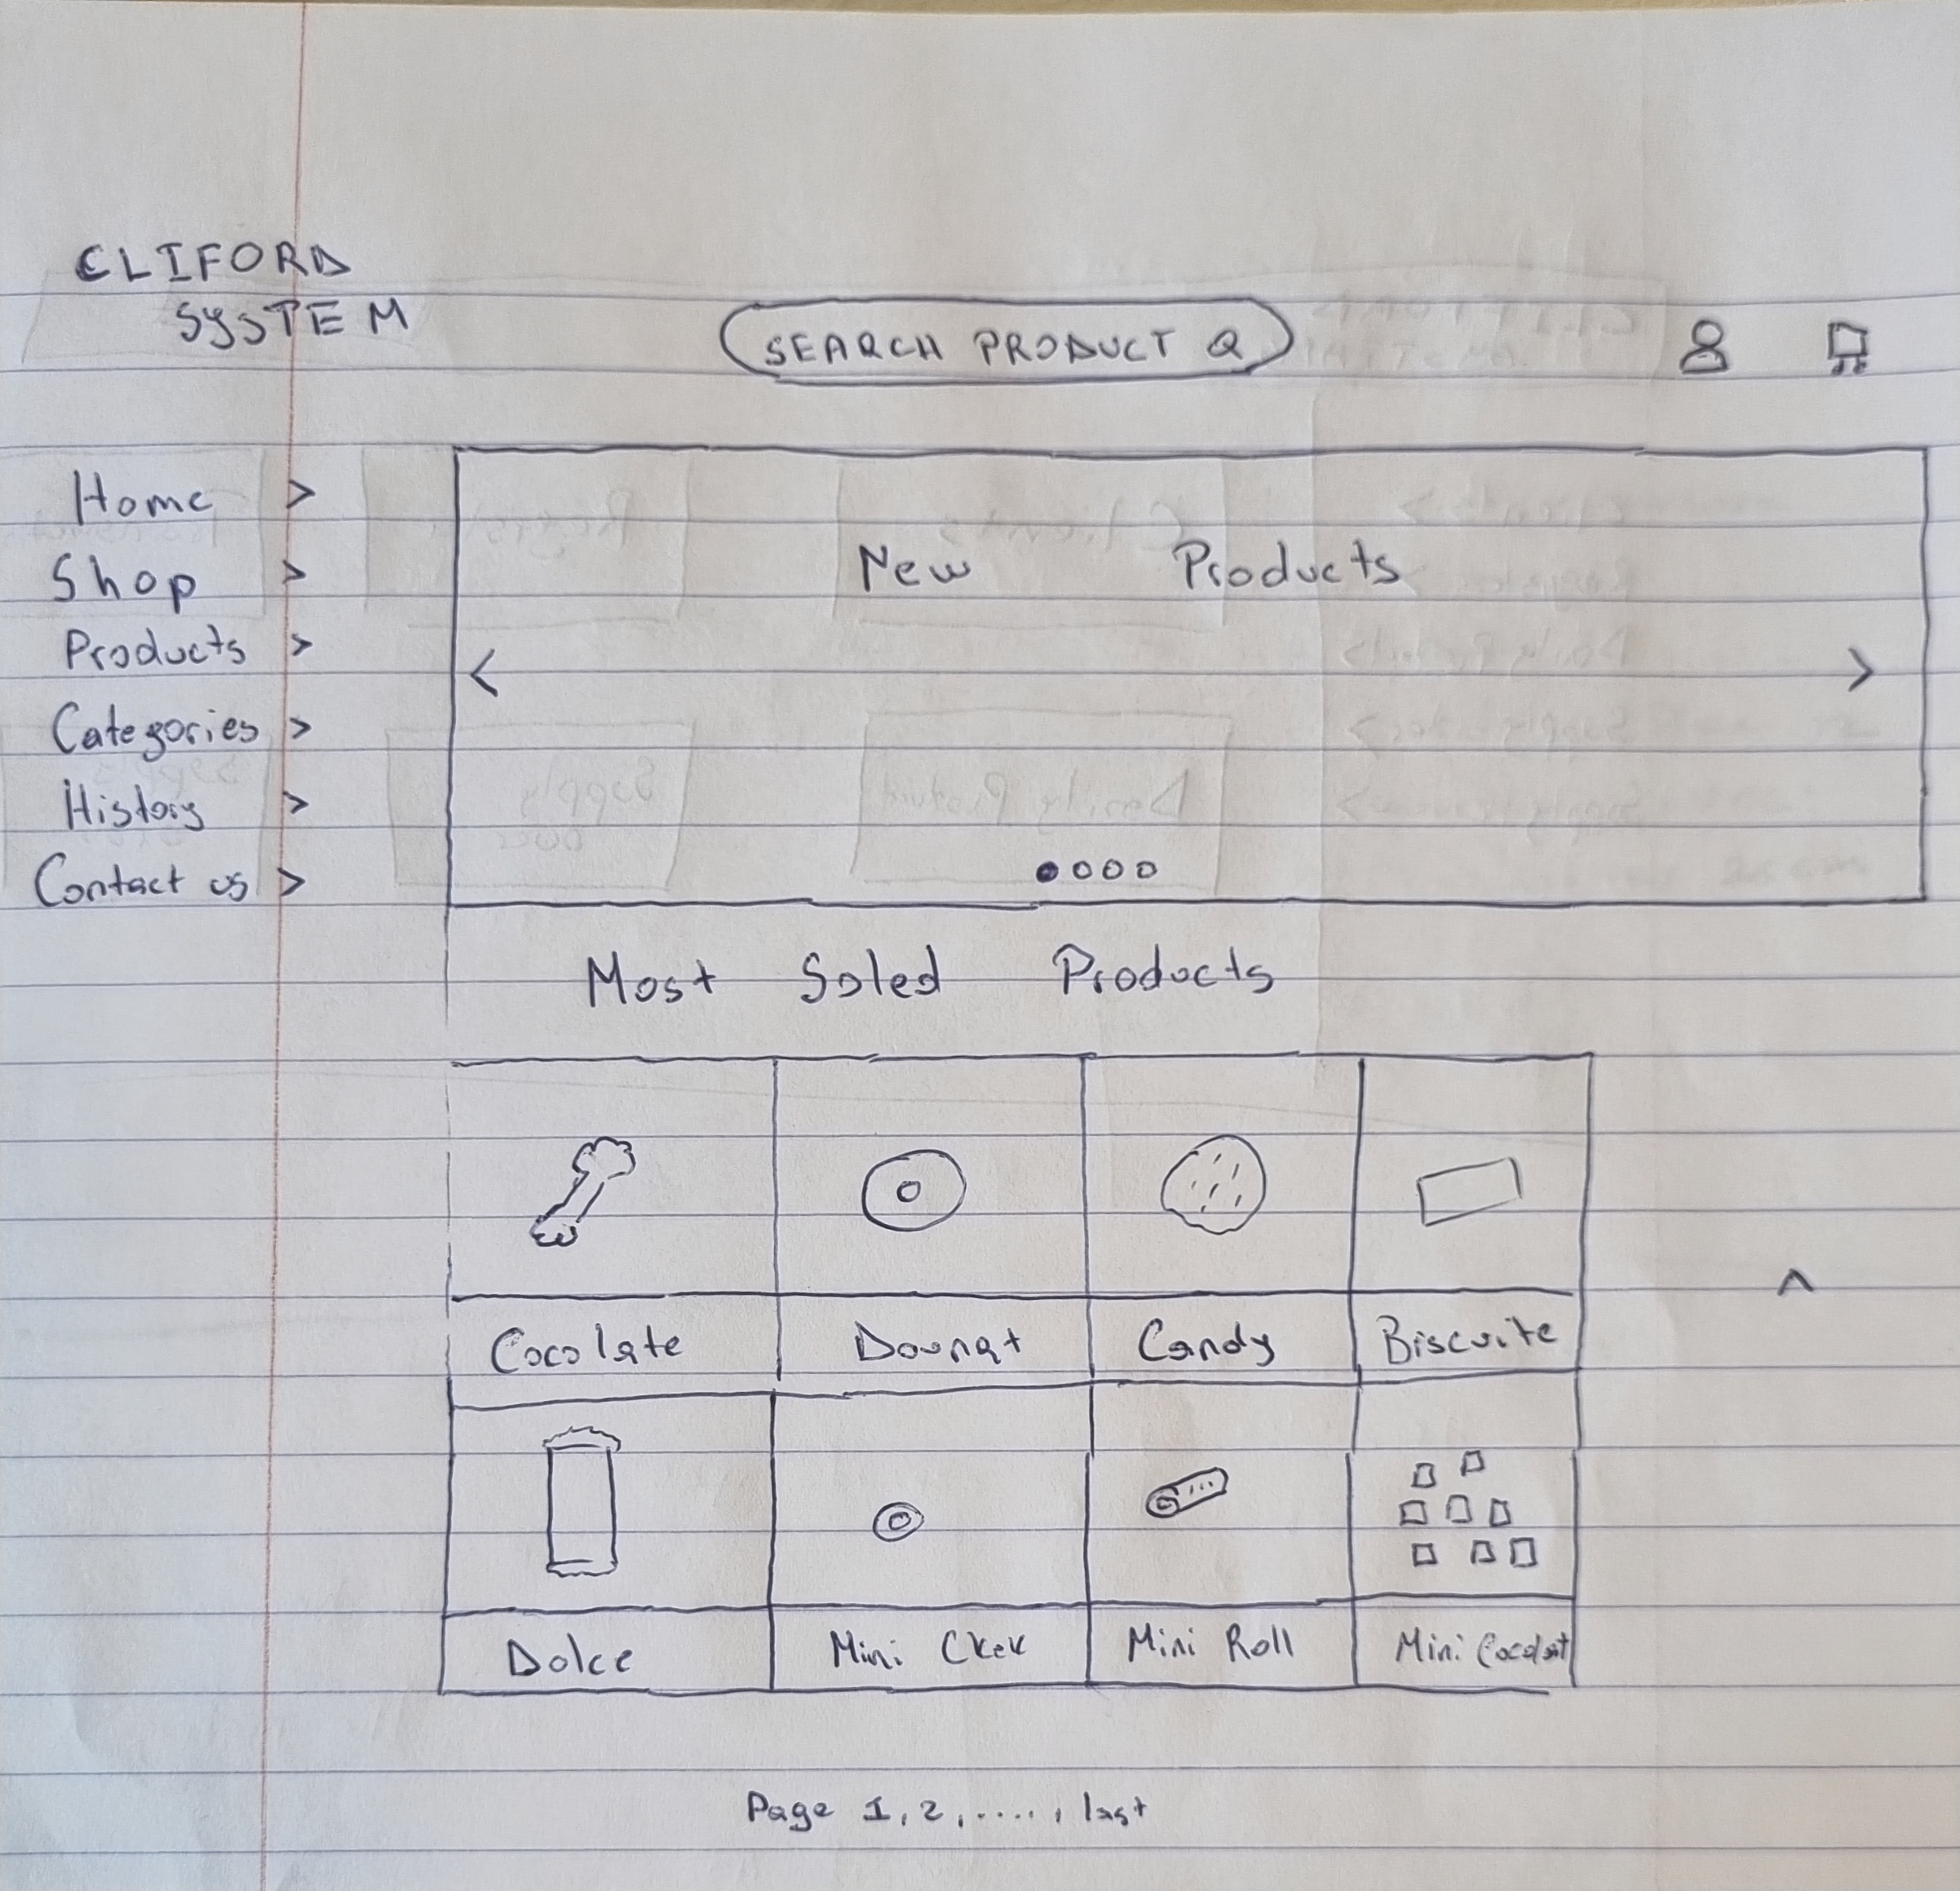 CLIFORD
SYSTEM
SEARCH PRODUCT
Home >
Shop >
Products >
Categories >
History >
Contact us >
New Products
< >
Most Soled Products
Cocolate Dounat Candy Biscuite
^
Dolce Mini Ckek Mini Roll Mini Cocolat
Page 1, 2, ....., last